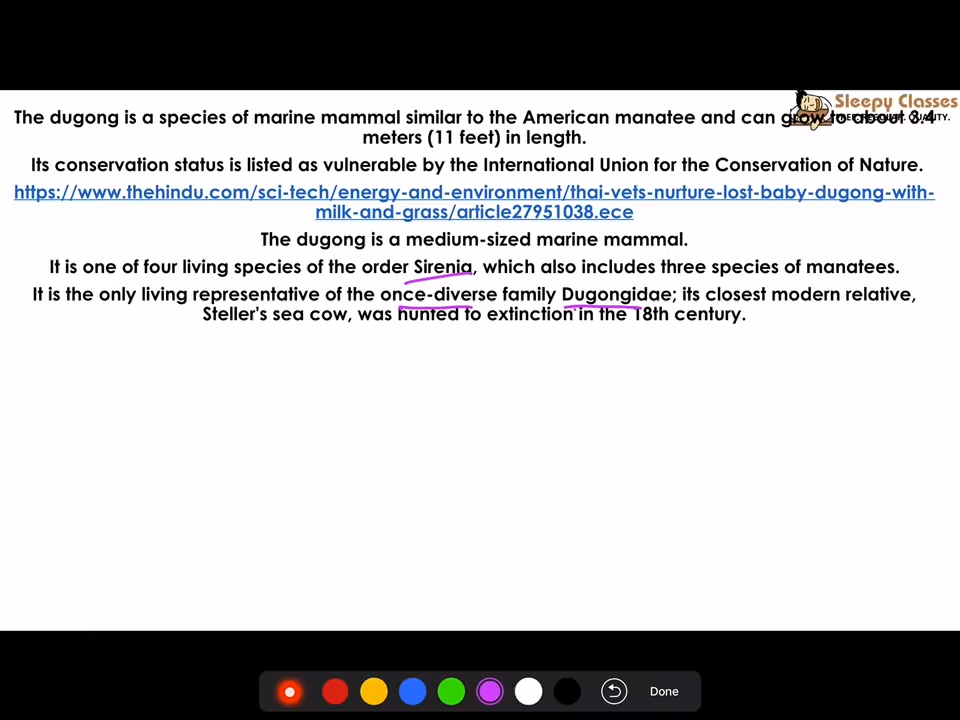 Sleepy Classes
The dugong is a species of marine mammal similar to the American manatee and can grow to about 3.4
meters (11 feet) in length.
Its conservation status is listed as vulnerable by the International Union for the Conservation of Nature.
https://www.thehindu.com/sci-tech/energy-and-environment/thai-vets-nurture-lost-baby-dugong-with-
milk-and-grass/article27951038.ece
The dugong is a medium-sized marine mammal.
It is one of four living species of the order Sirenia, which also includes three species of manatees.
It is the only living representative of the once-diverse family Dugongidae; its closest modern relative,
Steller's sea cow, was hunted to extinction in the 18th century.
Done